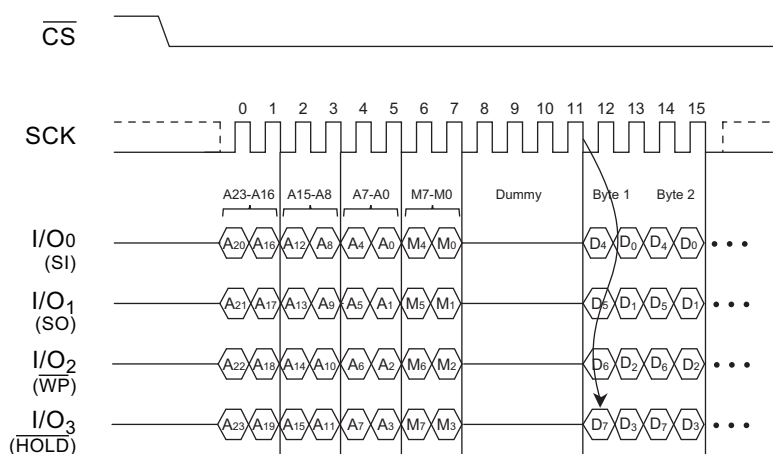 CS
0 1 2 3 4 5 6 7 8 9 10 11 12 13 14 15
SCK
A23-A16 A15-A8 A7-A0 M7-M0 Dummy Byte 1 Byte 2
I/O0 A20 A16 A12 A8 A4 A0 M4 M0 D4 D0 D4 D0 • • •
(SI)
I/O1 A21 A17 A13 A9 A5 A1 M5 M1 D5 D1 D5 D1 • • •
(SO)
I/O2 A22 A18 A14 A10 A6 A2 M6 M2 D6 D2 D6 D2 • • •
(WP)
I/O3 A23 A19 A15 A11 A7 A3 M7 M3 D7 D3 D7 D3 • • •
(HOLD)